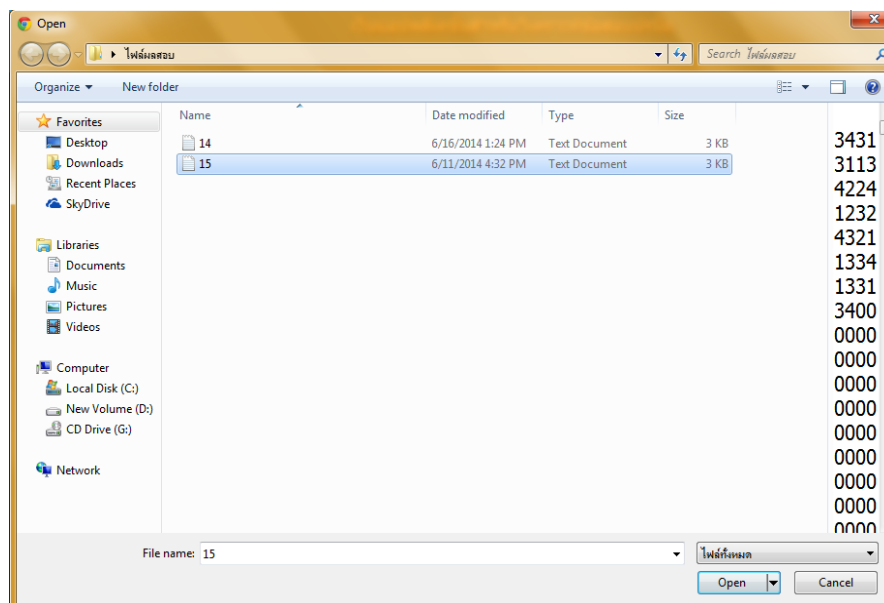 Open
ไฟล์ผลสอบ
Search ไฟล์ผลสอบ
Organize
New folder
Favorites
Desktop
Downloads
Recent Places
SkyDrive
Libraries
Documents
Music
Pictures
Videos
Computer
Local Disk (C:)
New Volume (D:)
CD Drive (G:)
Network
Name Date modified Type Size
14 6/16/2014 1:24 PM Text Document 3 KB
15 6/11/2014 4:32 PM Text Document 3 KB
3431
3113
4224
1232
4321
1334
1331
3400
0000
0000
0000
0000
0000
0000
0000
0000
0000
File name: 15
ไฟล์ทั้งหมด
Open
Cancel